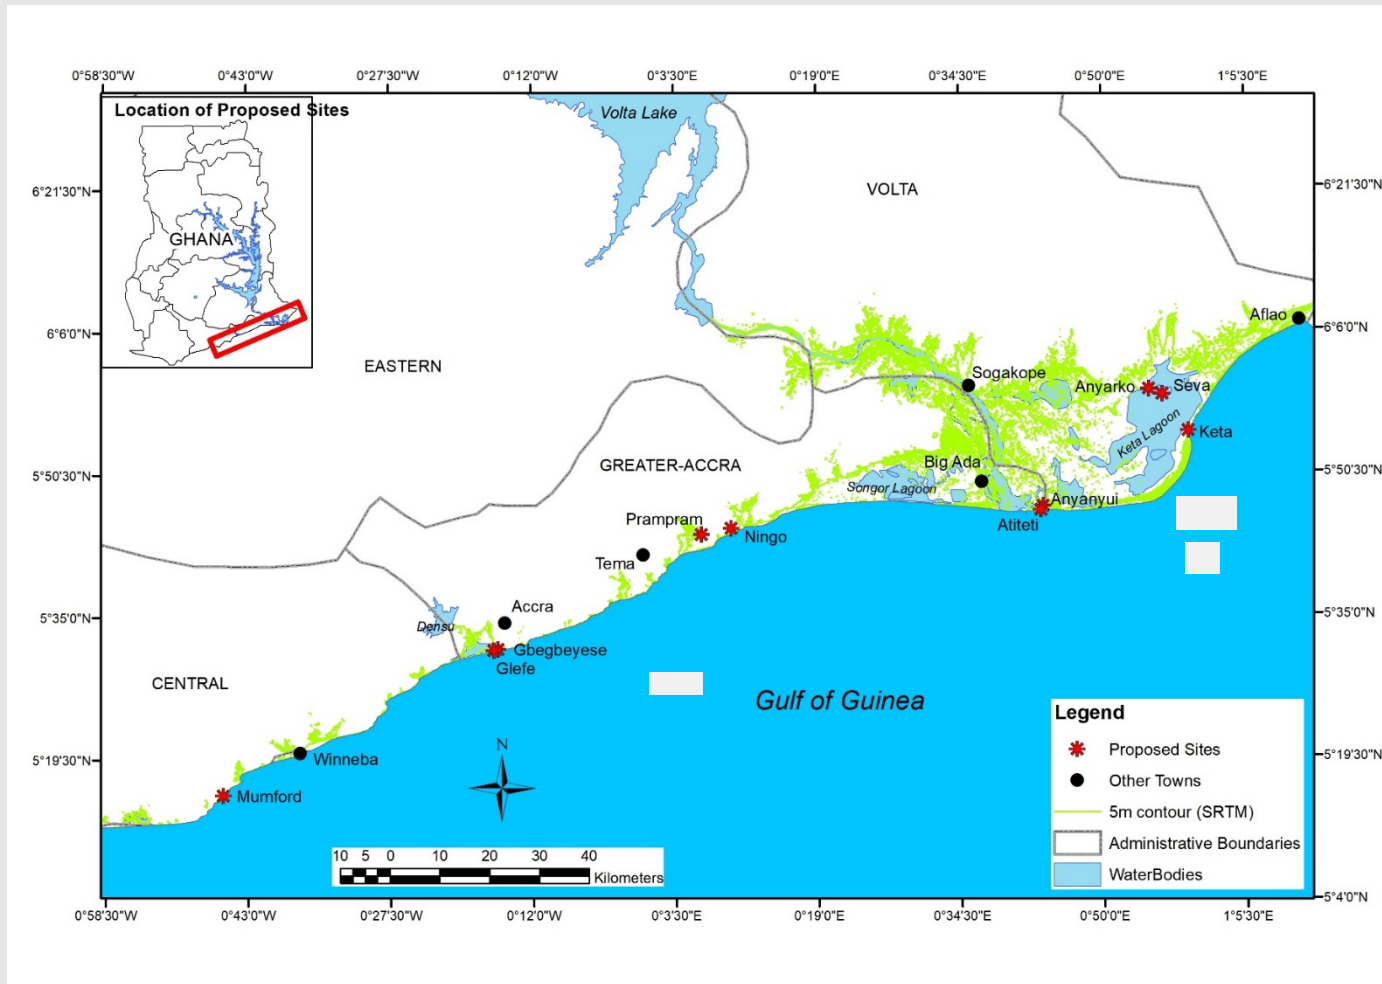 0°58'30"W
0°43'0"W
0°27'30"W
0°12'0"W
0°3'30"E
0°19'0"E
0°34'30"E
0°50'0"E
1°5'30"E
Location of Proposed Sites
GHANA
Volta Lake
VOLTA
6°21'30"N
6°21'30"N
6°6'0"N
6°6'0"N
Aflao
EASTERN
Sogakope
Anyarko
Seva
Keta Lagoon
Keta
GREATER-ACCRA
Big Ada
5°50'30"N
5°50'30"N
Songor Lagoon
Anyanyui
Atiteti
Prampram
Ningo
Tema
5°35'0"N
5°35'0"N
Accra
Densu
Gbegbeyese
Glefe
CENTRAL
Gulf of Guinea
Winneba
5°19'30"N
5°19'30"N
Mumford
N
10 5 0 10 20 30 40
Kilometers
Legend
Proposed Sites
Other Towns
5m contour (SRTM)
Administrative Boundaries
WaterBodies
5°4'0"N
0°58'30"W
0°43'0"W
0°27'30"W
0°12'0"W
0°3'30"E
0°19'0"E
0°34'30"E
0°50'0"E
1°5'30"E